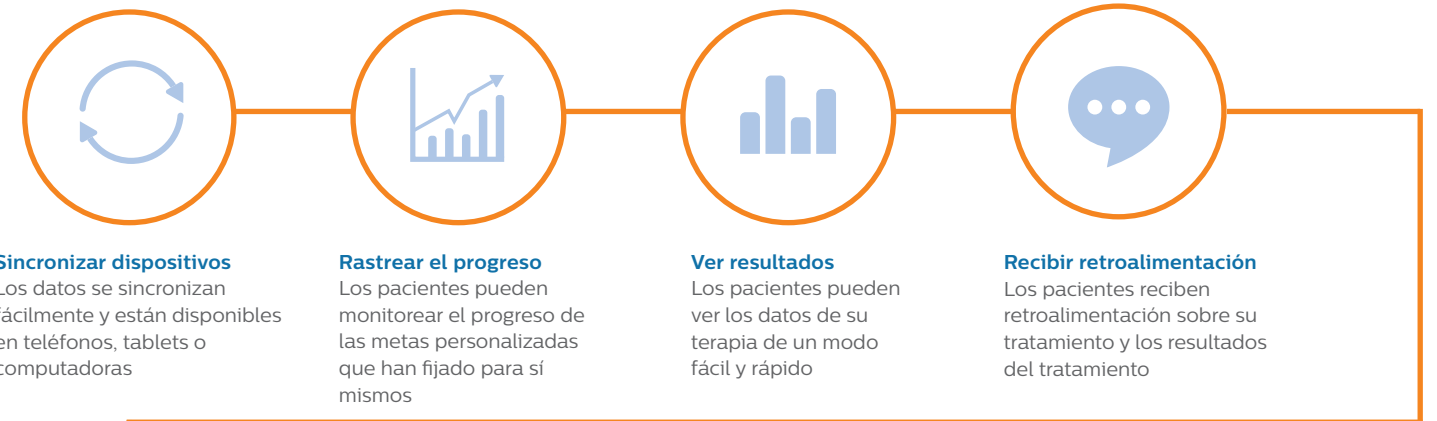 Sincronizar dispositivos
Los datos se sincronizan
fácilmente y están disponibles
en teléfonos, tablets o
computadoras
Rastrear el progreso
Los pacientes pueden
monitorear el progreso de
las metas personalizadas
que han fijado para sí
mismos
Ver resultados
Los pacientes pueden
ver los datos de su
terapia de un modo
fácil y rápido
Recibir retroalimentación
Los pacientes reciben
retroalimentación sobre su
tratamiento y los resultados
del tratamiento